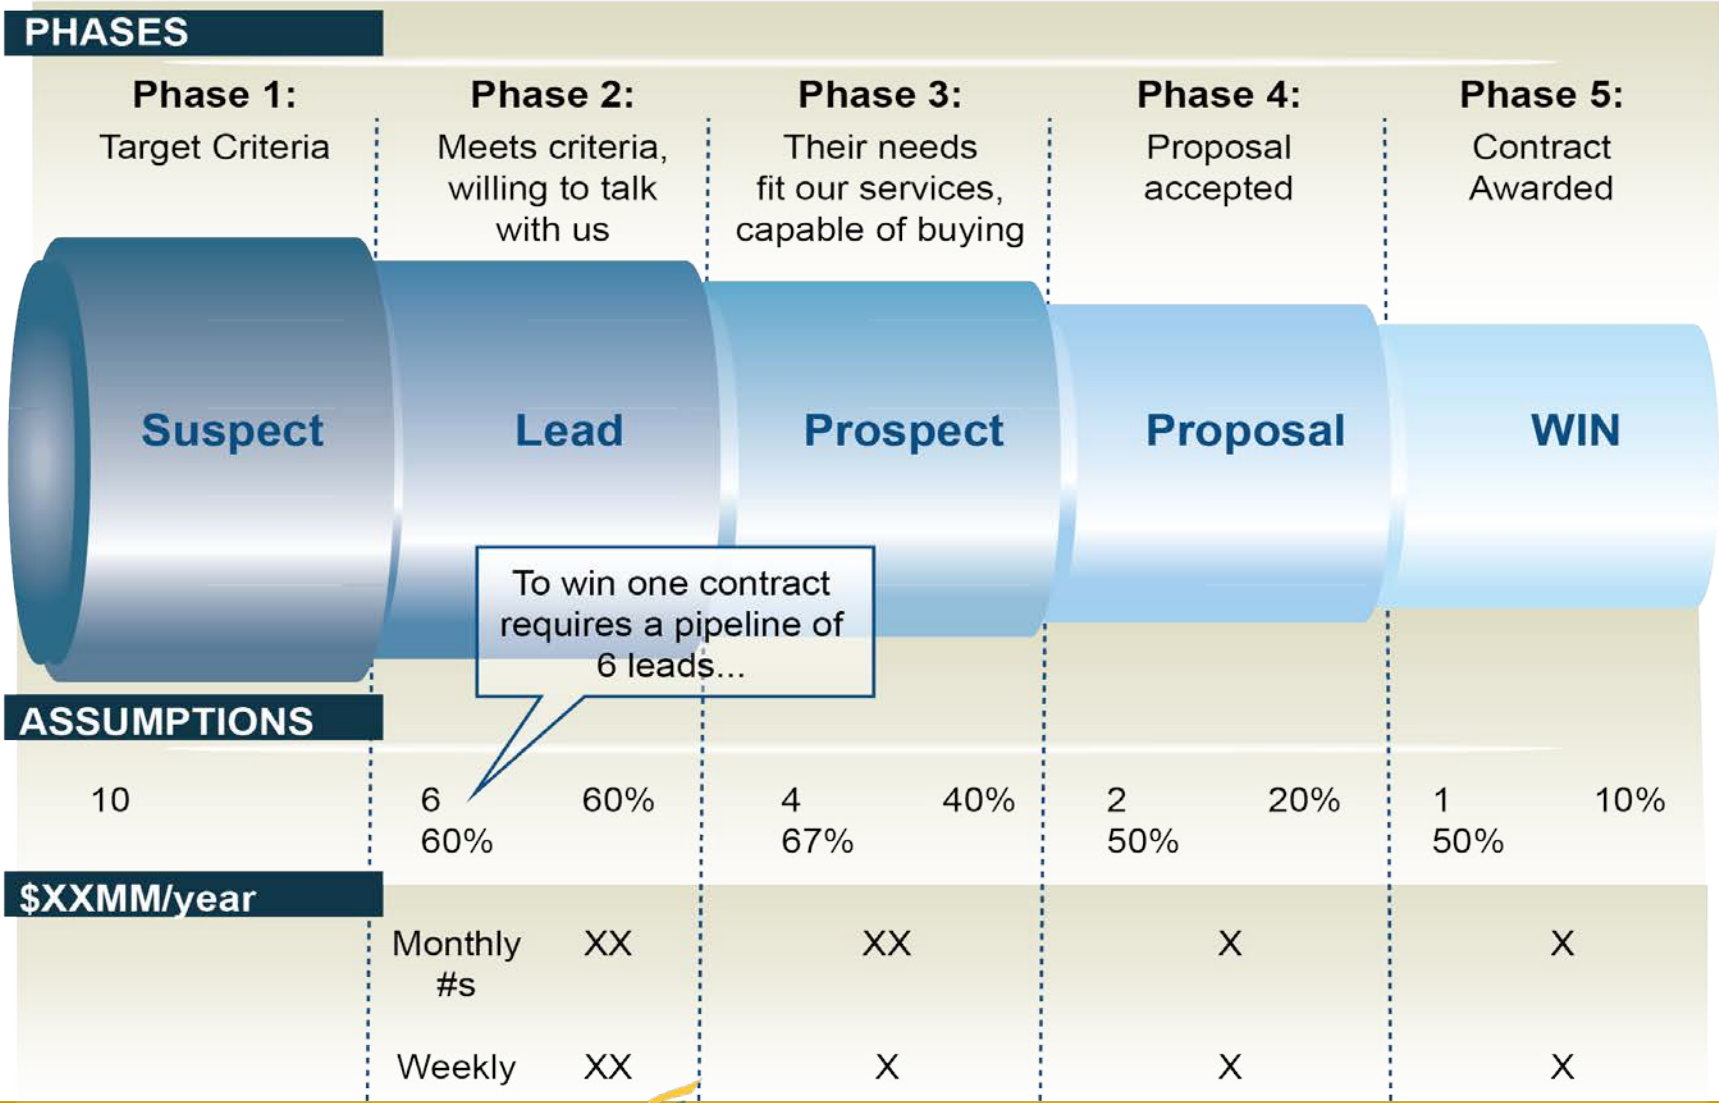 PHASES
Phase 1:
Target Criteria
Phase 2:
Meets criteria,
willing to talk
with us
Phase 3:
Their needs
fit our services,
capable of buying
Phase 4:
Proposal
accepted
Phase 5:
Contract
Awarded
Suspect
Lead
Prospect
Proposal
WIN
To win one contract
requires a pipeline of
6 leads...
ASSUMPTIONS
10
6 60%
60%
4 40%
67%
2 20%
50%
1 10%
50%
$XXMM/year
Monthly XX XX X X
#s
Weekly XX X X X